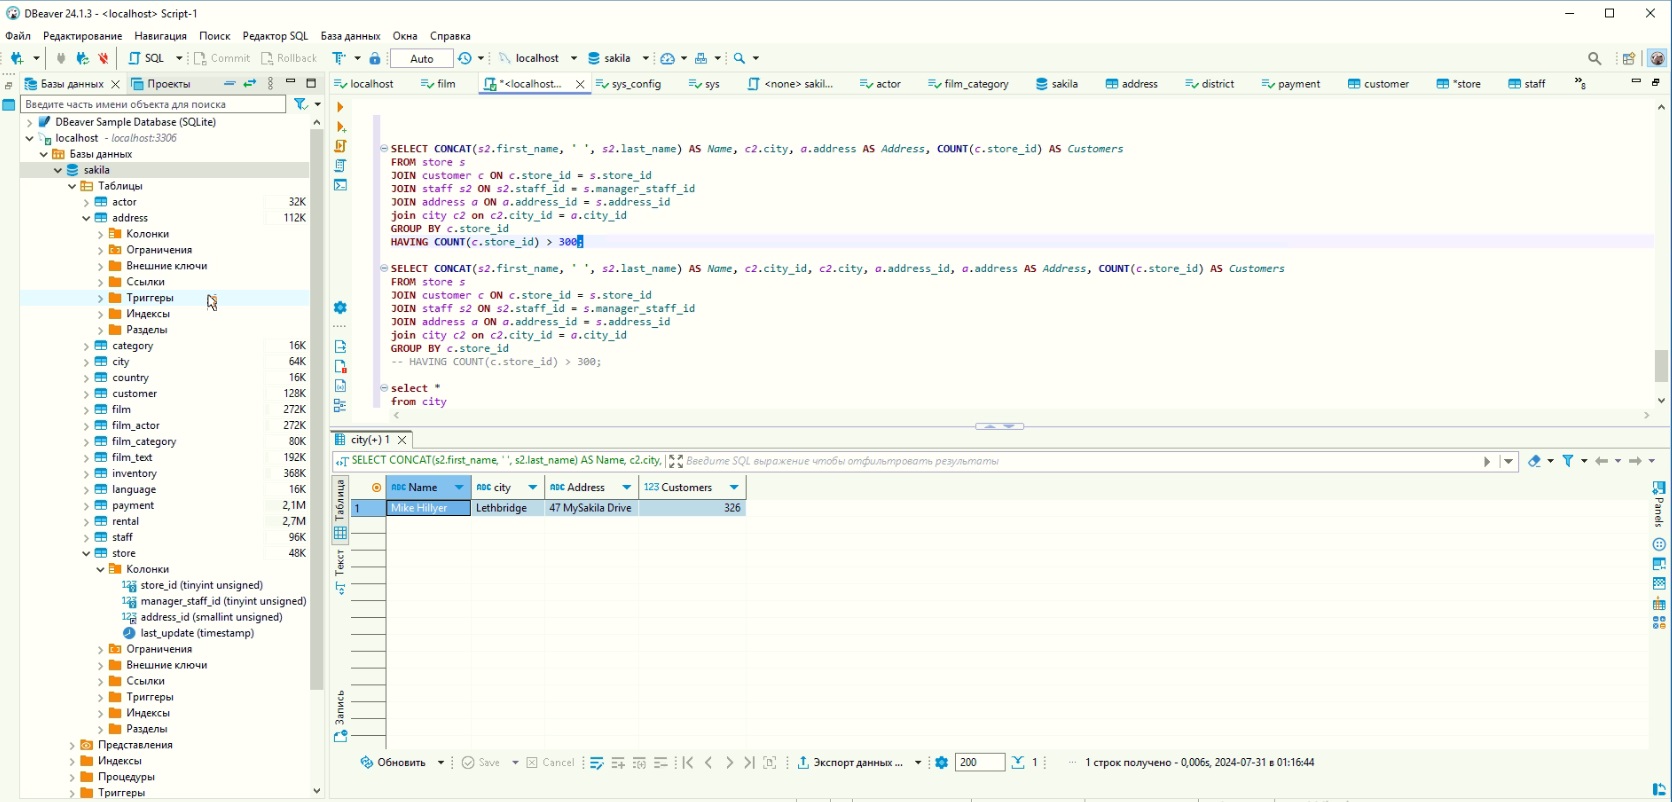 DBeaver 24.1.3 - <localhost> Script-1
Файл Редактирование Навигация Поиск Редактор SQL База данных Окна Справка
SQL Commit Rollback Auto localhost sakila
Базы данных Проекты
localhost film *<localhost... sys_config sys <none> sakil... actor film_category sakila address district payment customer *store staff »8
Введите часть имени объекта для поиска
DBeaver Sample Database (SQLite)
localhost - localhost:3306
Базы данных
sakila
Таблицы
actor 32K
address 112K
Колонки
Ограничения
Внешние ключи
Ссылки
Триггеры
Индексы
Разделы
category 16K
city 64K
country 16K
customer 128K
film 272K
film_actor 272K
film_category 80K
film_text 192K
inventory 368K
language 16K
payment 2,1M
rental 2,7M
staff 96K
store 48K
Колонки
store_id (tinyint unsigned)
manager_staff_id (tinyint unsigned)
address_id (smallint unsigned)
last_update (timestamp)
Ограничения
Внешние ключи
Ссылки
Триггеры
Индексы
Разделы
Представления
Индексы
Процедуры
Триггеры
SELECT CONCAT(s2.first_name, ' ', s2.last_name) AS Name, c2.city, a.address AS Address, COUNT(c.store_id) AS Customers
FROM store s
JOIN customer c ON c.store_id = s.store_id
JOIN staff s2 ON s2.staff_id = s.manager_staff_id
JOIN address a ON a.address_id = s.address_id
join city c2 on c2.city_id = a.city_id
GROUP BY c.store_id
HAVING COUNT(c.store_id) > 300;
SELECT CONCAT(s2.first_name, ' ', s2.last_name) AS Name, c2.city_id, c2.city, a.address_id, a.address AS Address, COUNT(c.store_id) AS Customers
FROM store s
JOIN customer c ON c.store_id = s.store_id
JOIN staff s2 ON s2.staff_id = s.manager_staff_id
JOIN address a ON a.address_id = s.address_id
join city c2 on c2.city_id = a.city_id
GROUP BY c.store_id
-- HAVING COUNT(c.store_id) > 300;
select *
from city
city(+) 1
SELECT CONCAT(s2.first_name, ' ', s2.last_name) AS Name, c2.city, Введите SQL выражение чтобы отфильтровать результаты
Таблица
Текст
Запись
ABC Name ABC city ABC Address 123 Customers
1 Mike Hillyer Lethbridge 47 MySakila Drive 326
Panels
Обновить Save Cancel Экспорт данных ... 200 1 1 строк получено - 0,006s, 2024-07-31 в 01:16:44